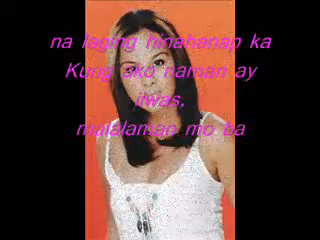 na laging hinahanap ka
Kung ako naman ay
iiwas,
malalaman mo ba